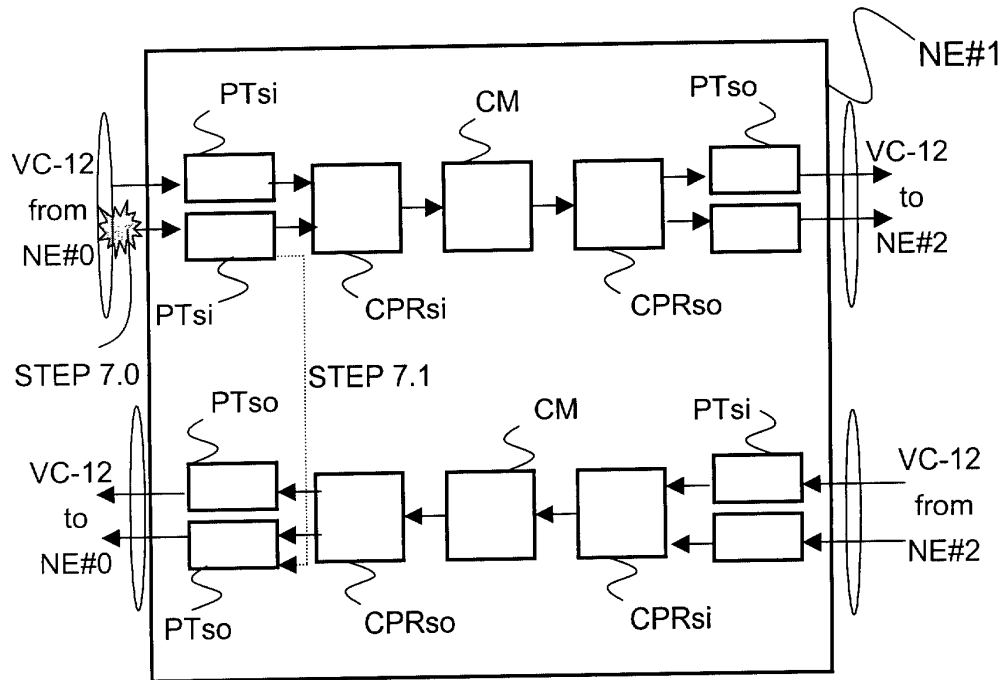 NE#1
PTsi
CM
PTso
VC-12
from
NE#0
VC-12
to
NE#2
PTsi
CPRsi
CPRso
STEP 7.0
STEP 7.1
PTso
CM
PTsi
VC-12
to
NE#0
VC-12
from
NE#2
PTso
CPRso
CPRsi